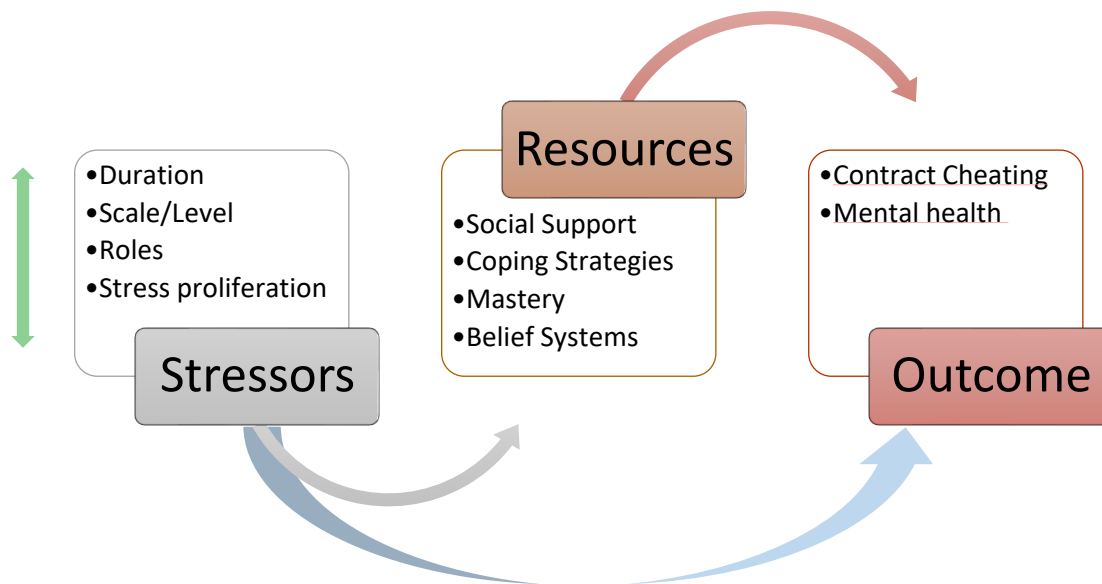 •Duration
•Scale/Level
•Roles
•Stress proliferation
Stressors
Resources
•Social Support
•Coping Strategies
•Mastery
•Belief Systems
•Contract Cheating
•Mental health
Outcome